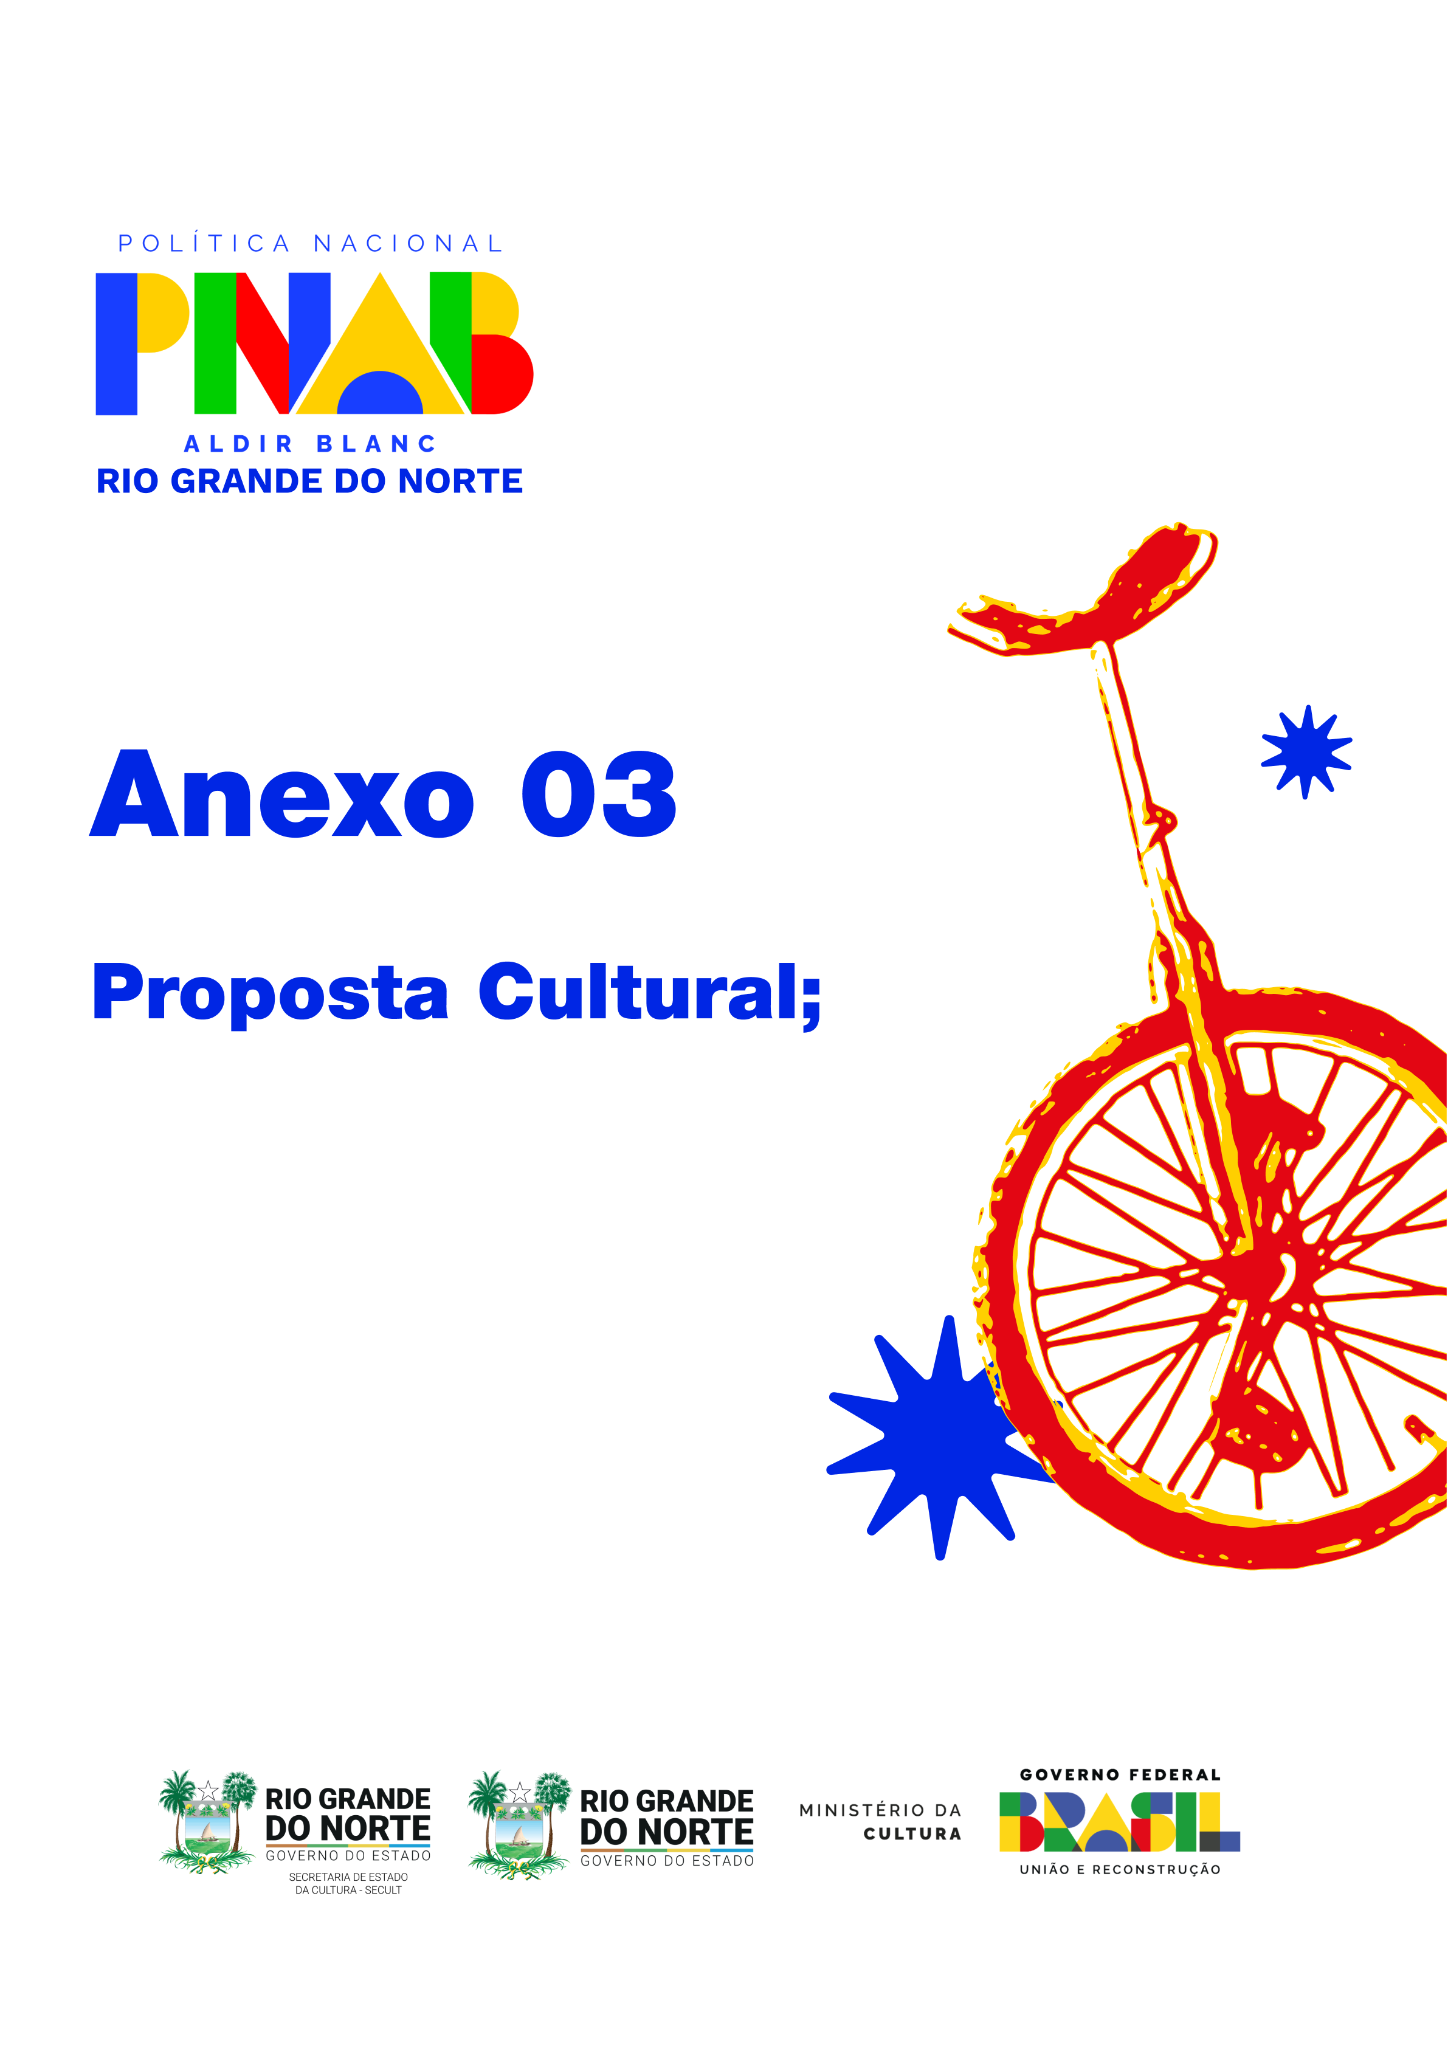 POLÍTICA NACIONAL
PNAB
ALDIR BLANC
RIO GRANDE DO NORTE
Anexo 03
Proposta Cultural;
RIO GRANDE
DO NORTE
GOVERNO DO ESTADO
SECRETARIA DE ESTADO
DA CULTURA - SECULT
RIO GRANDE
DO NORTE
GOVERNO DO ESTADO
MINISTÉRIO DA
CULTURA
GOVERNO FEDERAL
BRASIL
UNIÃO E RECONSTRUÇÃO